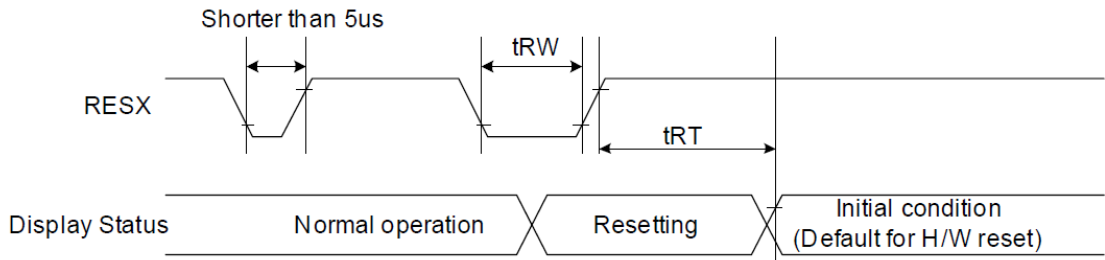 Shorter than 5us
tRW
RESX
tRT
Display Status
Normal operation
Resetting
Initial condition
(Default for H/W reset)